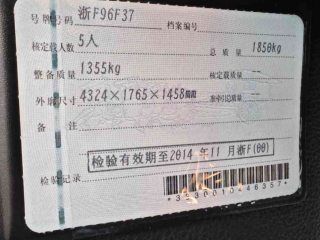 号牌号码 浙F96F37 档案编号
核定载人数 5人 总质量 1850kg
整备质量 1355kg 核定载质量 --
外廓尺寸 4324×1765×1458mm 准牵引总质量 --
备注
检验有效期至2014年11月浙F(00)
检验记录